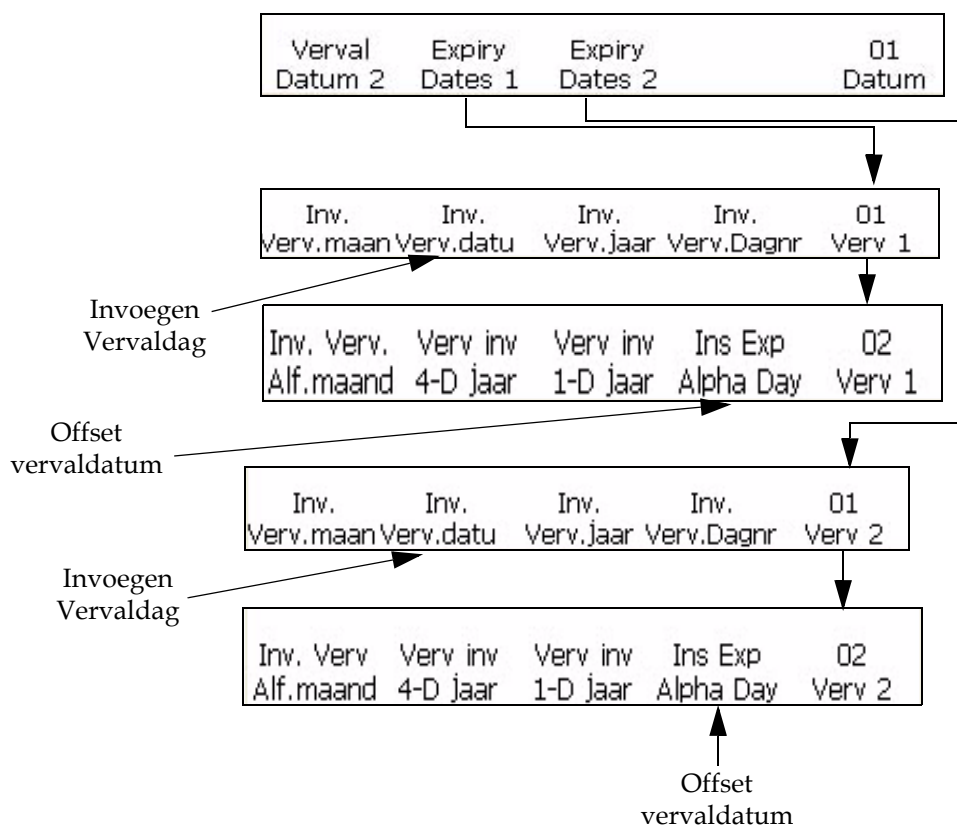 Verval Expiry Expiry 01
Datum 2 Dates 1 Dates 2 Datum
Inv. Inv. Inv. Inv. 01
Verv.maan Verv.datu Verv.jaar Verv.Dagnr Verv 1
Invoegen
Vervaldag
Inv. Verv. Verv inv Verv inv Ins Exp 02
Alf.maand 4-D jaar 1-D jaar Alpha Day Verv 1
Offset
vervaldatum
Inv. Inv. Inv. Inv. 01
Verv.maan Verv.datu Verv.jaar Verv.Dagnr Verv 2
Invoegen
Vervaldag
Inv. Verv Verv inv Verv inv Ins Exp 02
Alf.maand 4-D jaar 1-D jaar Alpha Day Verv 2
Offset
vervaldatum